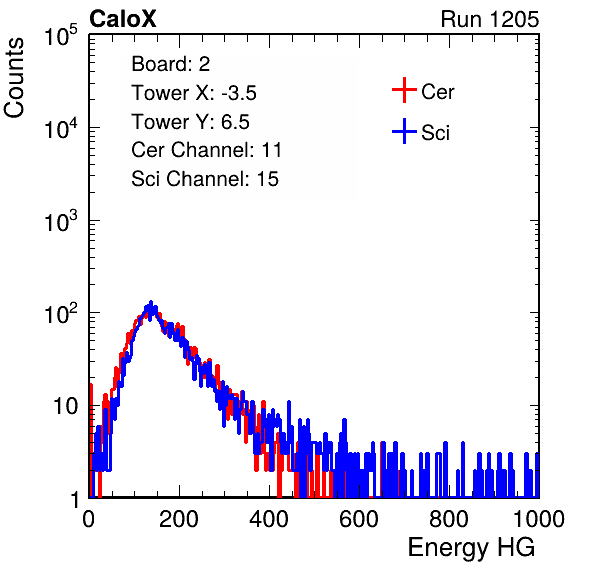 CaloX Run 1205
Counts
Board: 2
Tower X: -3.5
Tower Y: 6.5
Cer Channel: 11
Sci Channel: 15
Cer
Sci
10^5
10^4
10^3
10^2
10
1
0 200 400 600 800 1000
Energy HG